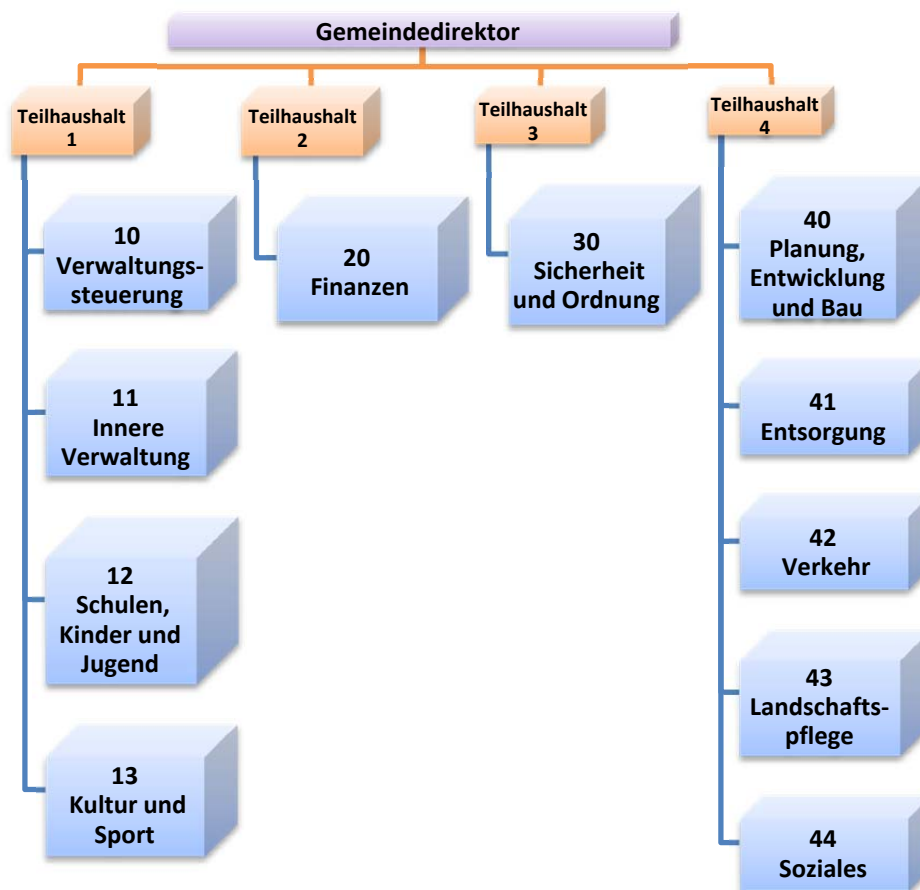 Gemeindedirektor
Teilhaushalt
1
Teilhaushalt
2
Teilhaushalt
3
Teilhaushalt
4
10
Verwaltungs-
steuerung
11
Innere
Verwaltung
12
Schulen,
Kinder und
Jugend
13
Kultur und
Sport
20
Finanzen
30
Sicherheit
und Ordnung
40
Planung,
Entwicklung
und Bau
41
Entsorgung
42
Verkehr
43
Landschafts-
pflege
44
Soziales